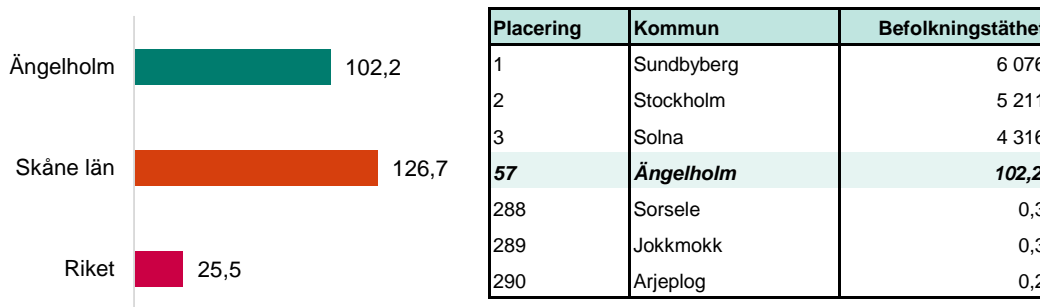 Ängelholm 102,2
Skåne län 126,7
Riket 25,5
Placering Kommun Befolkningstäthet
1 Sundbyberg 6 076
2 Stockholm 5 211
3 Solna 4 316
57 Ängelholm 102,2
288 Sorsele 0,3
289 Jokkmokk 0,3
290 Arjeplog 0,2